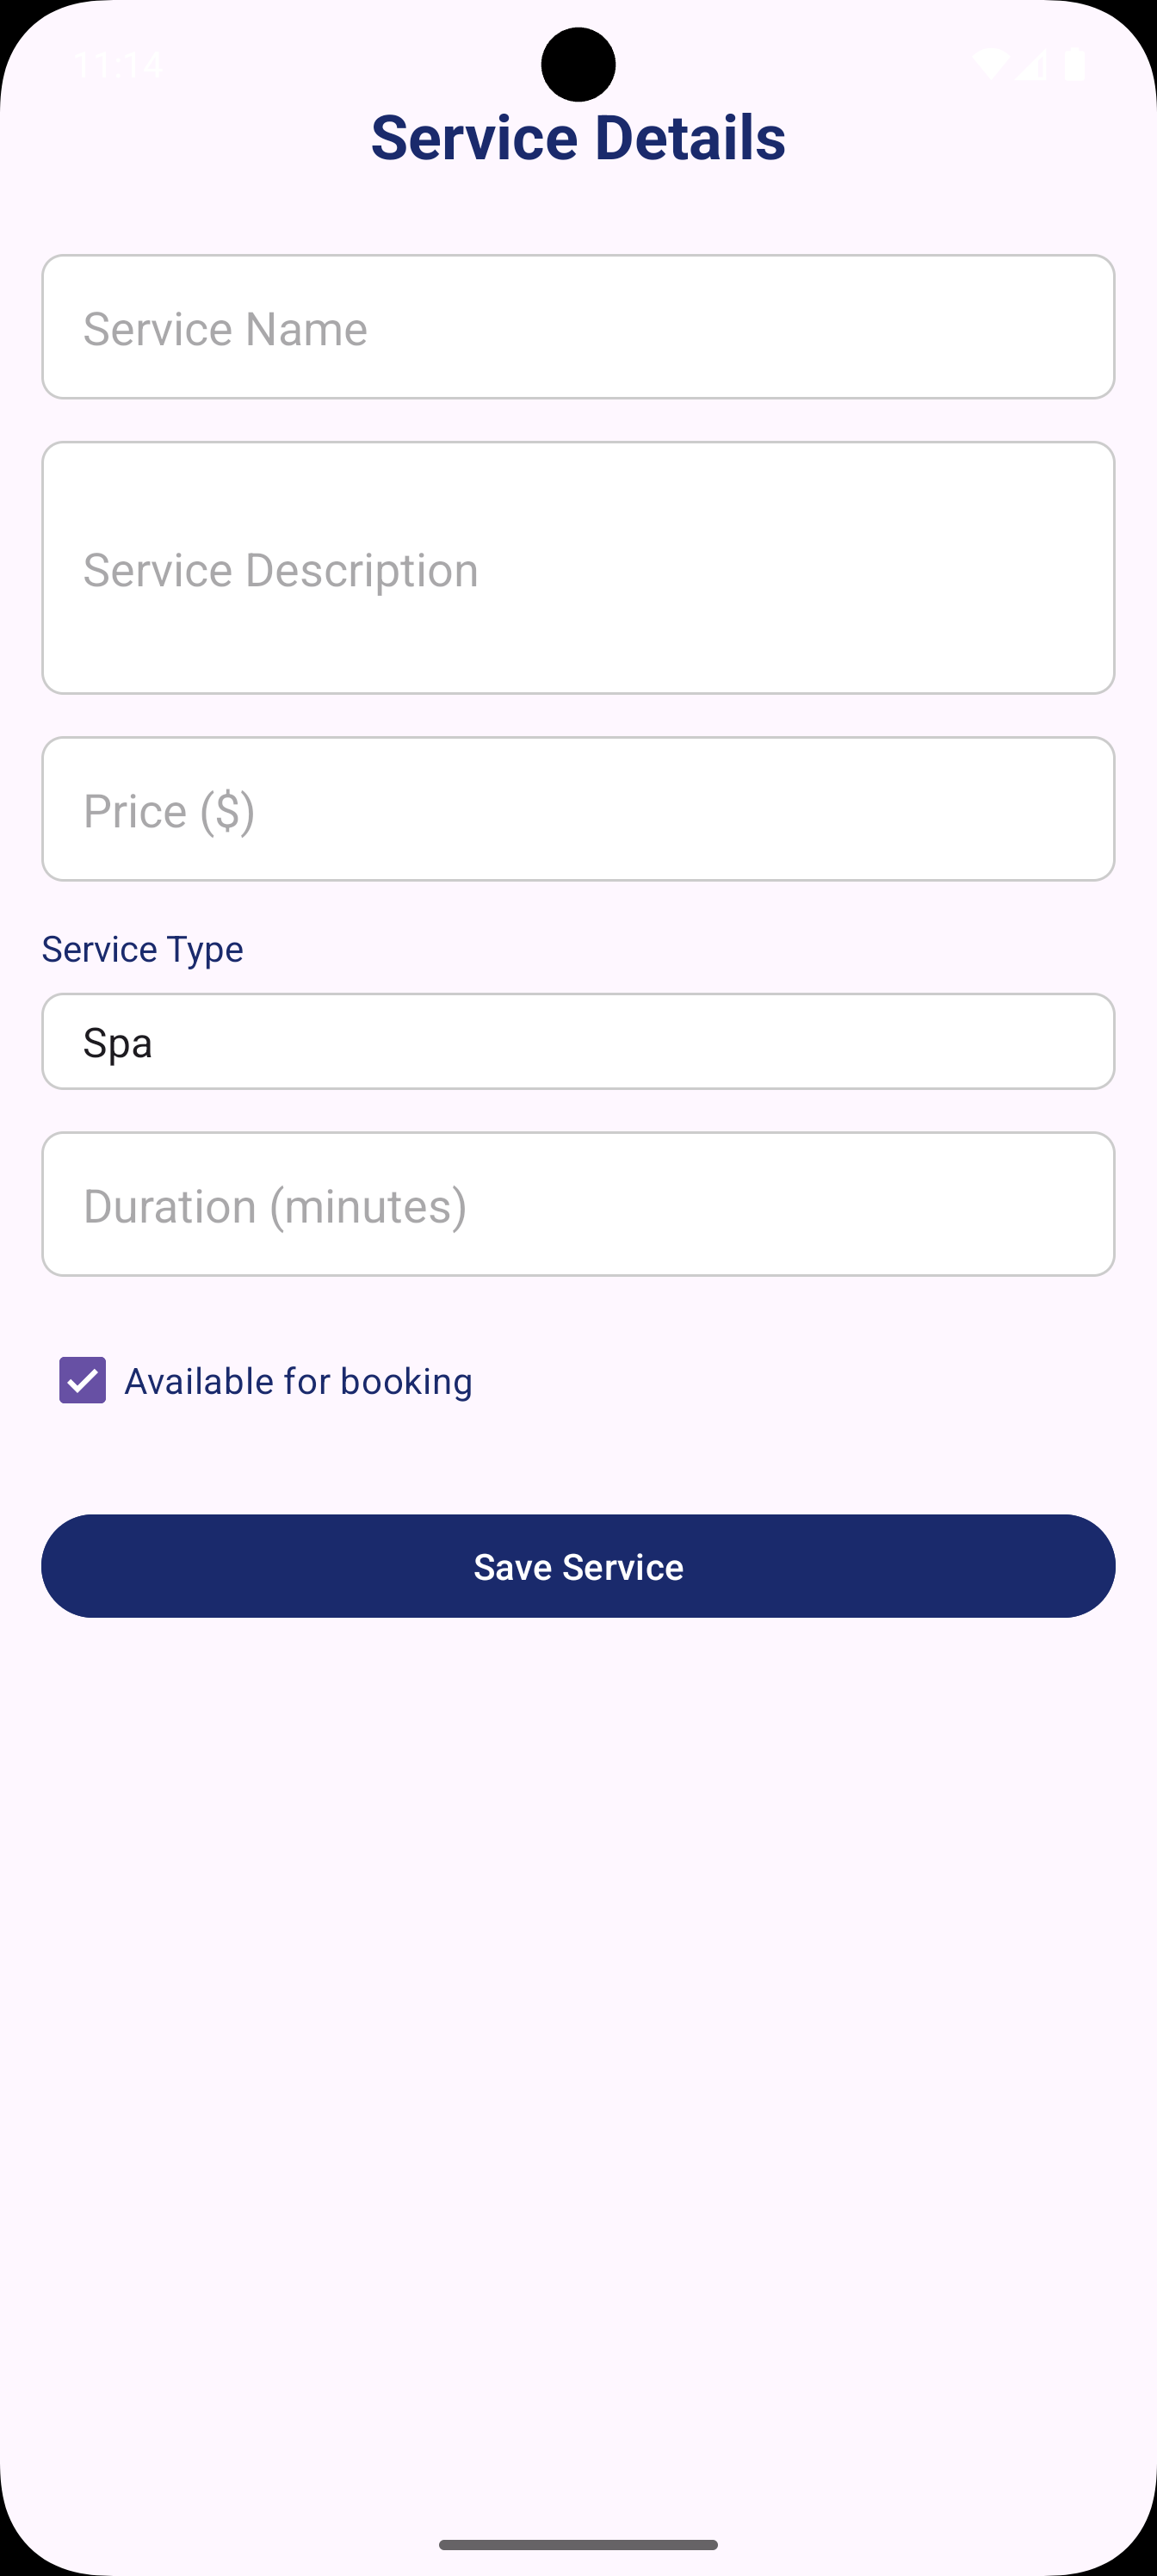 11:14
Service Details
Service Name
Service Description
Price ($)
Service Type
Spa
Duration (minutes)
Available for booking
Save Service